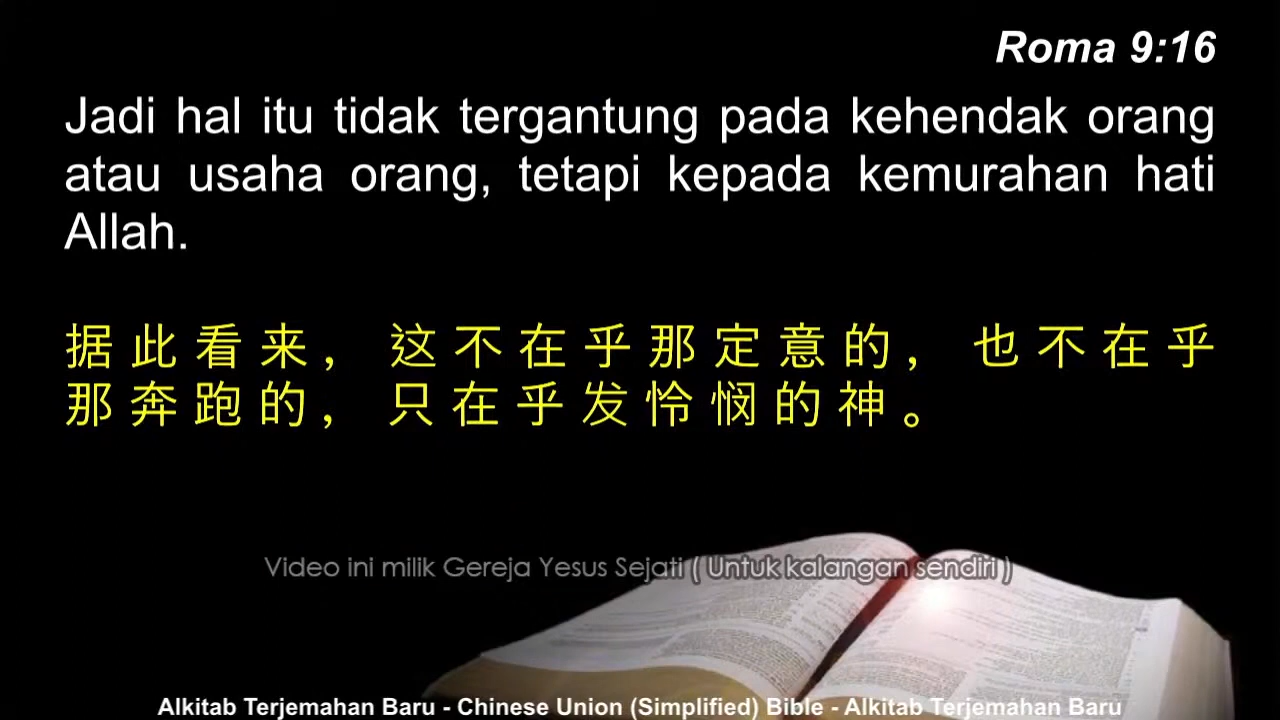 Roma 9:16
Jadi hal itu tidak tergantung pada kehendak orang
atau usaha orang, tetapi kepada kemurahan hati
Allah.
据此看来， 这不在乎那定意的， 也不在乎
那奔跑的， 只在乎发怜悯的神。
Video ini milik Gereja Yesus Sejati ( Untuk kalangan sendiri )
Alkitab Terjemahan Baru - Chinese Union (Simplified) Bible - Alkitab Terjemahan Baru